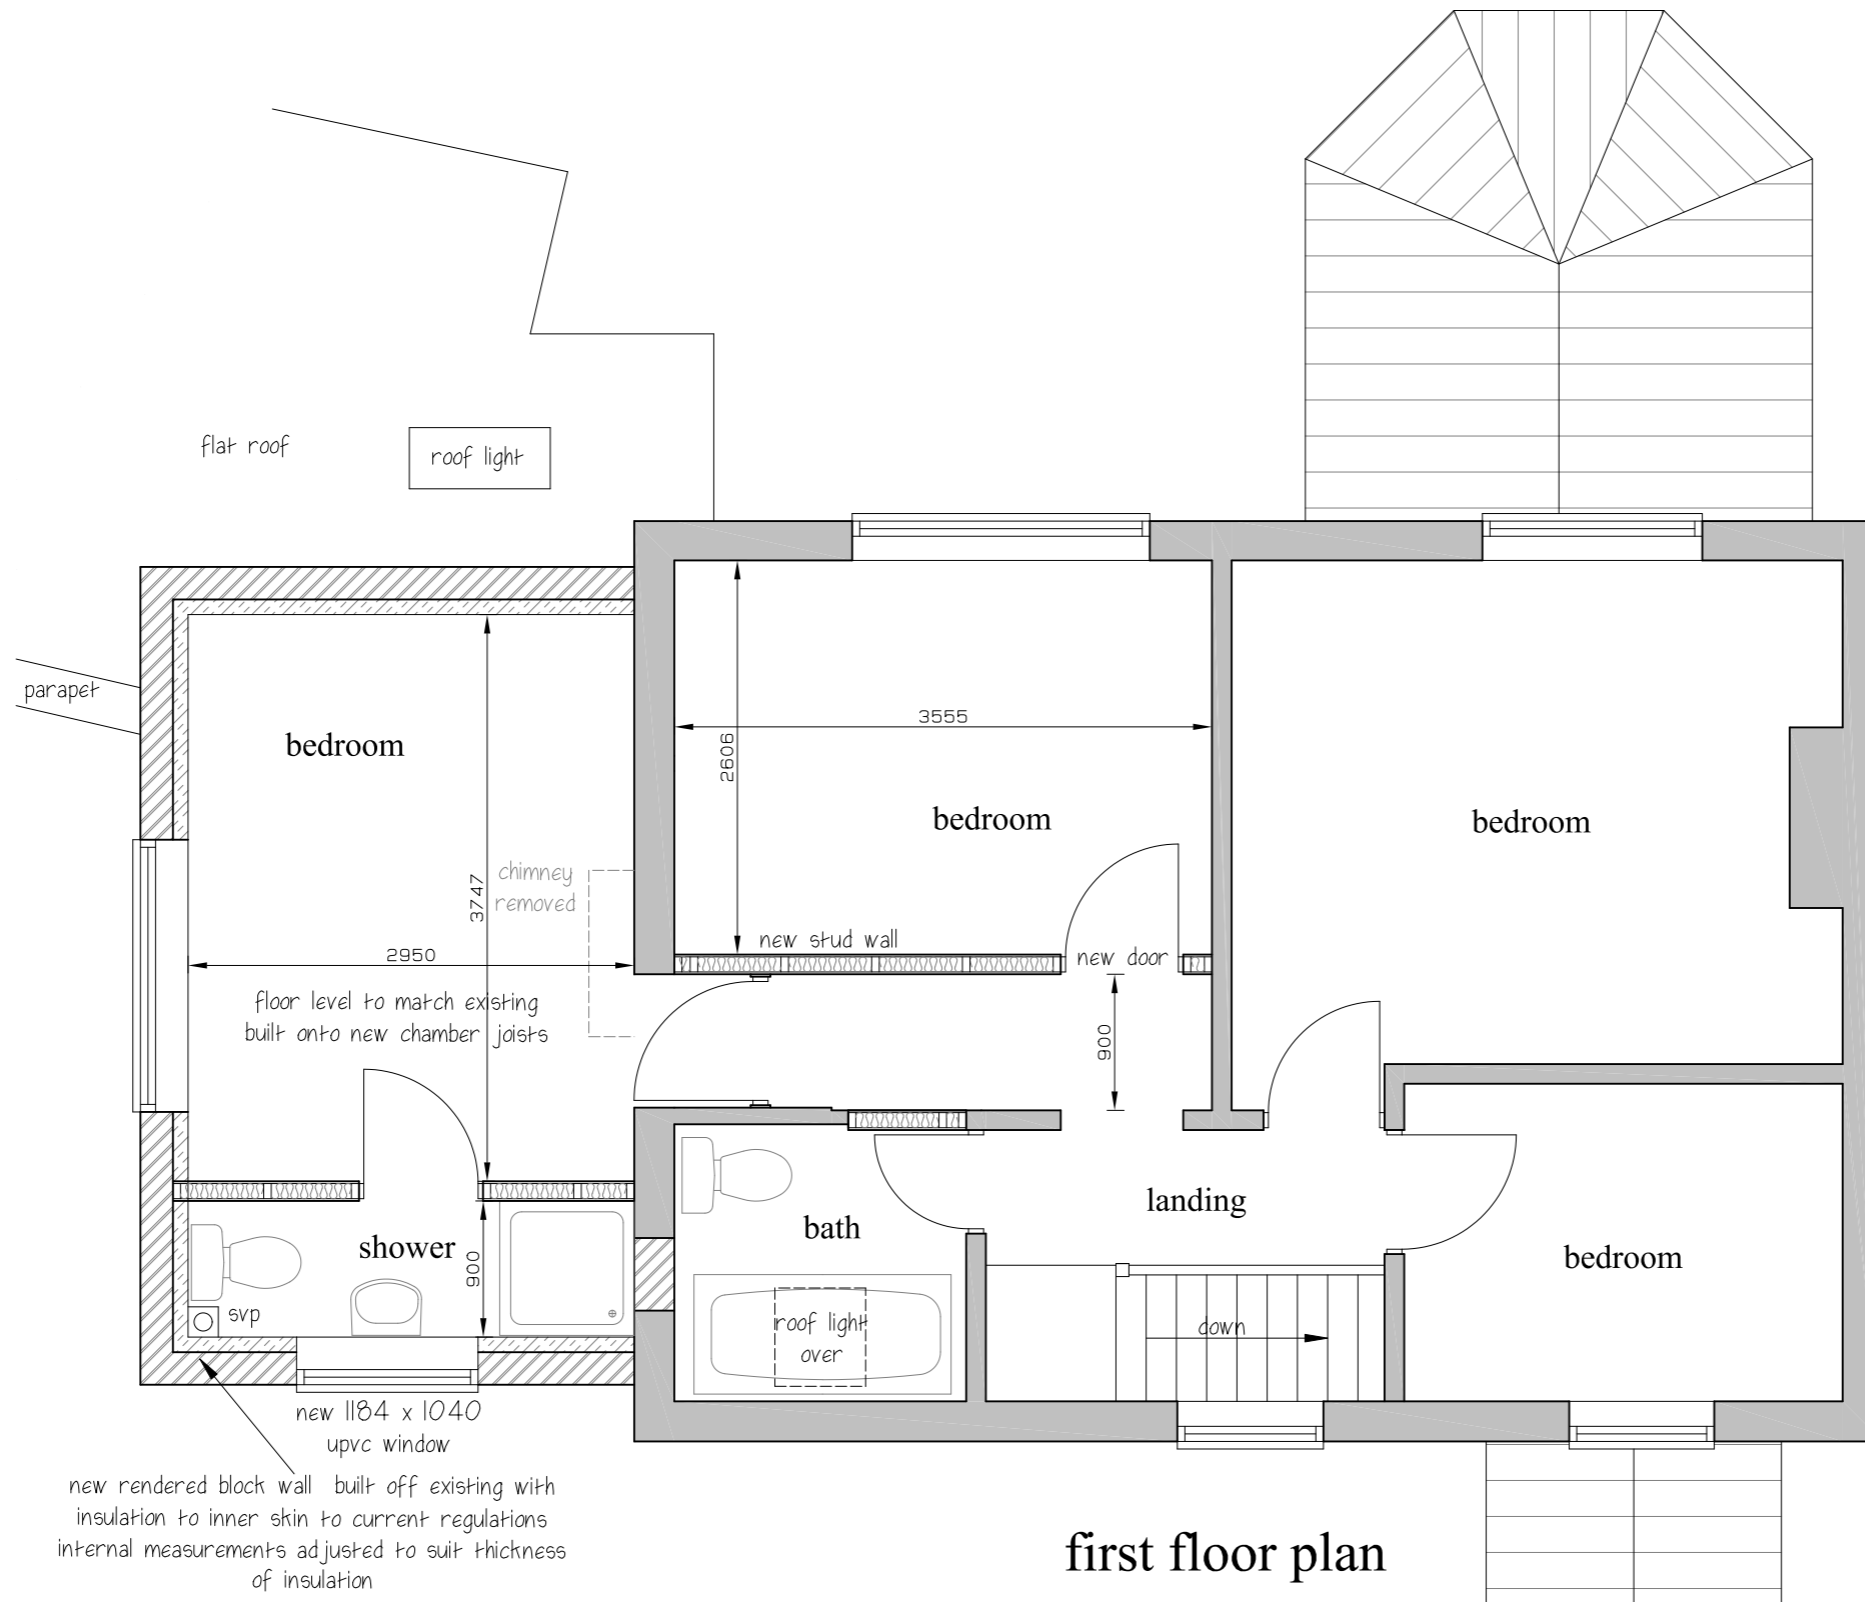 flat roof
roof light
parapet
bedroom
3555
2606
bedroom
bedroom
chimney
removed
3747
new stud wall
new door
2950
floor level to match existing
built onto new chamber joists
900
landing
bath
shower
900
bedroom
svp
roof light
over
down
new 1184 x 1040
upvc window
new rendered block wall built off existing with
insulation to inner skin to current regulations
internal measurements adjusted to suit thickness
of insulation
first floor plan